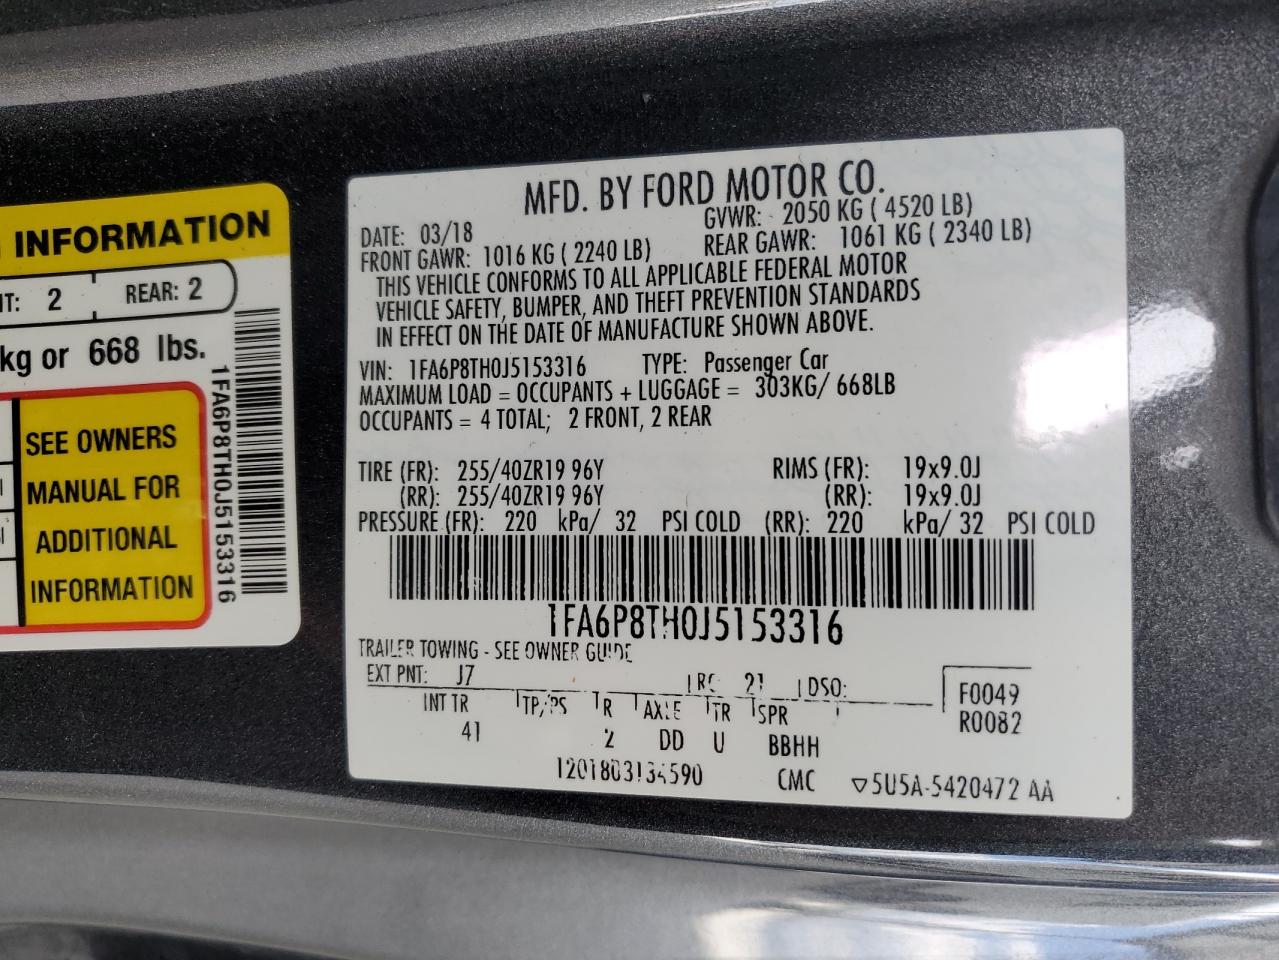 INFORMATION
NT: 2 REAR: 2
kg or 668 lbs.
SEE OWNERS
MANUAL FOR
ADDITIONAL
INFORMATION
1FA6P8TH0J5153316
MFD. BY FORD MOTOR CO.
DATE: 03/18 GVWR: 2050 KG ( 4520 LB)
FRONT GAWR: 1016 KG ( 2240 LB) REAR GAWR: 1061 KG ( 2340 LB)
THIS VEHICLE CONFORMS TO ALL APPLICABLE FEDERAL MOTOR
VEHICLE SAFETY, BUMPER, AND THEFT PREVENTION STANDARDS
IN EFFECT ON THE DATE OF MANUFACTURE SHOWN ABOVE.
VIN: 1FA6P8TH0J5153316 TYPE: Passenger Car
MAXIMUM LOAD = OCCUPANTS + LUGGAGE = 303KG/ 668LB
OCCUPANTS = 4 TOTAL; 2 FRONT, 2 REAR
TIRE (FR): 255/40ZR19 96Y RIMS (FR): 19x9.0J
(RR): 255/40ZR19 96Y (RR): 19x9.0J
PRESSURE (FR): 220 kPa/ 32 PSI COLD (RR): 220 kPa/ 32 PSI COLD
1FA6P8TH0J5153316
TRAILER TOWING - SEE OWNER GUIDE
EXT PNT: J7 RC: 21 DSO: F0049
INT TR TP/PS R AXLE TR SPR R0082
41 2 DD U BBHH
1201803134590 CMC ▽5U5A-5420472 AA